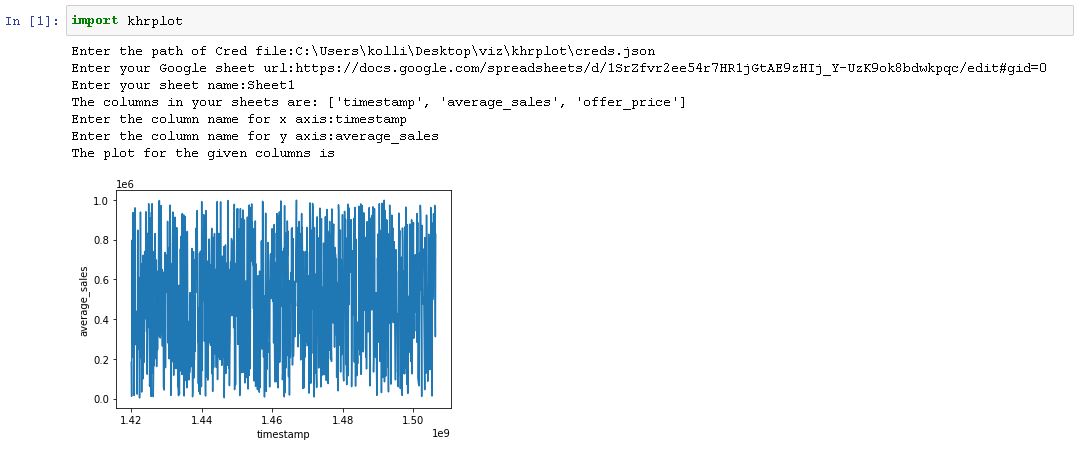 In [1]: import khrplot
Enter the path of Cred file:C:\Users\kolli\Desktop\viz\khrplot\creds.json
Enter your Google sheet url:https://docs.google.com/spreadsheets/d/1SrZfvr2ee54r7HR1jGtAE9zHIj_Y-UzK9ok8bdwkpqc/edit#gid=0
Enter your sheet name:Sheet1
The columns in your sheets are: ['timestamp', 'average_sales', 'offer_price']
Enter the column name for x axis:timestamp
Enter the column name for y axis:average_sales
The plot for the given columns is
1e6
1.0
0.8
0.6
0.4
0.2
0.0
average_sales
1.42 1.44 1.46 1.48 1.50
1e9
timestamp